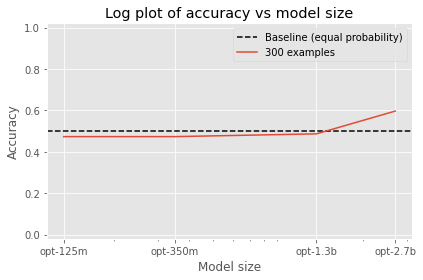 Log plot of accuracy vs model size
Baseline (equal probability)
300 examples
Accuracy
1.0
0.8
0.6
0.4
0.2
0.0
opt-125m opt-350m opt-1.3b opt-2.7b
Model size